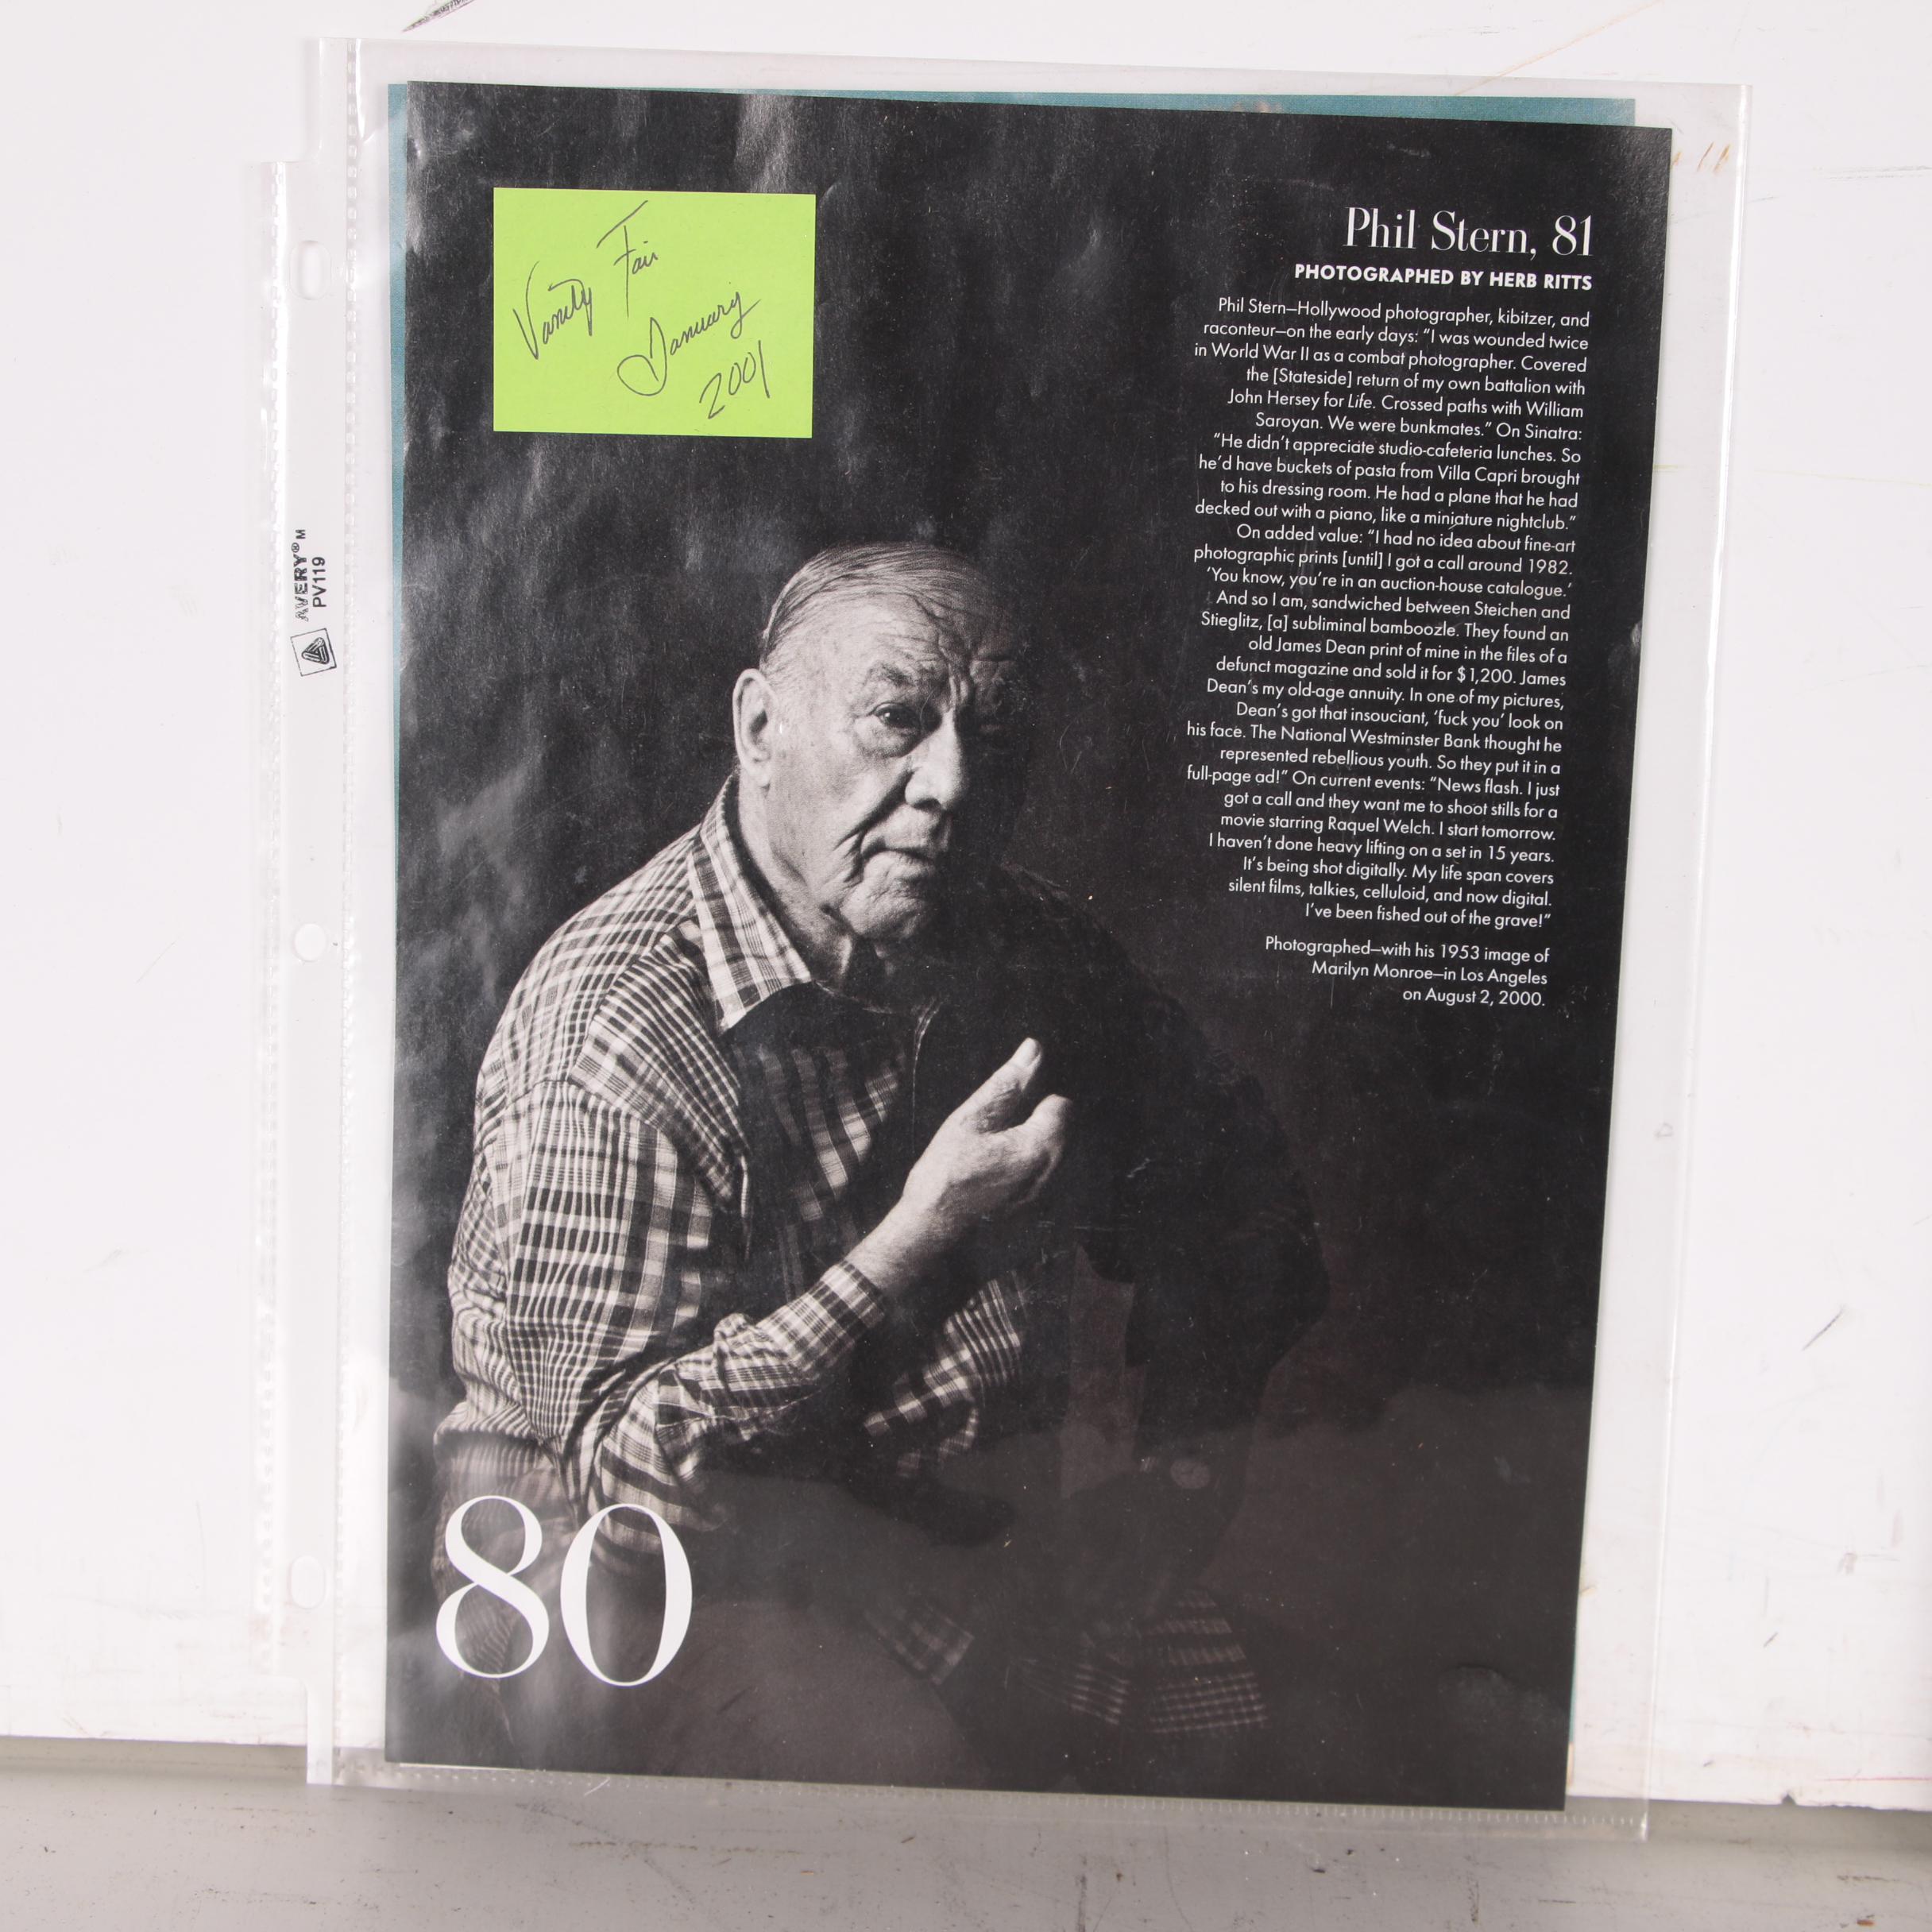 Vanity Fair
January
2001
Phil Stern, 81
PHOTOGRAPHED BY HERB RITTS
Phil Stern—Hollywood photographer, kibitzer, and
raconteur—on the early days: “I was wounded twice
in World War II as a combat photographer. Covered
the [Stateside] return of my own battalion with
John Hersey for Life. Crossed paths with William
Saroyan. We were bunkmates.” On Sinatra:
“He didn’t appreciate studio-cafeteria lunches. So
he’d have buckets of pasta from Villa Capri brought
to his dressing room. He had a plane that he had
decked out with a piano, like a miniature nightclub.”
On added value: “I had no idea about fine-art
photographic prints [until] I got a call around 1982.
‘You know, you’re in an auction-house catalogue.’
And so I am, sandwiched between Steichen and
Stieglitz, [a] subliminal bamboozle. They found an
old James Dean print of mine in the files of a
defunct magazine and sold it for $1,200. James
Dean’s my old-age annuity. In one of my pictures,
Dean’s got that insouciant, ‘fuck you’ look on
his face. The National Westminster Bank thought he
represented rebellious youth. So they put it in a
full-page ad!” On current events: “News flash. I just
got a call and they want me to shoot stills for a
movie starring Raquel Welch. I start tomorrow.
I haven’t done heavy lifting on a set in 15 years.
It’s being shot digitally. My life span covers
silent films, talkies, celluloid, and now digital.
I’ve been fished out of the grave!”
Photographed—with his 1953 image of
Marilyn Monroe—in Los Angeles
on August 2, 2000.
AVERY® M
PV119
80